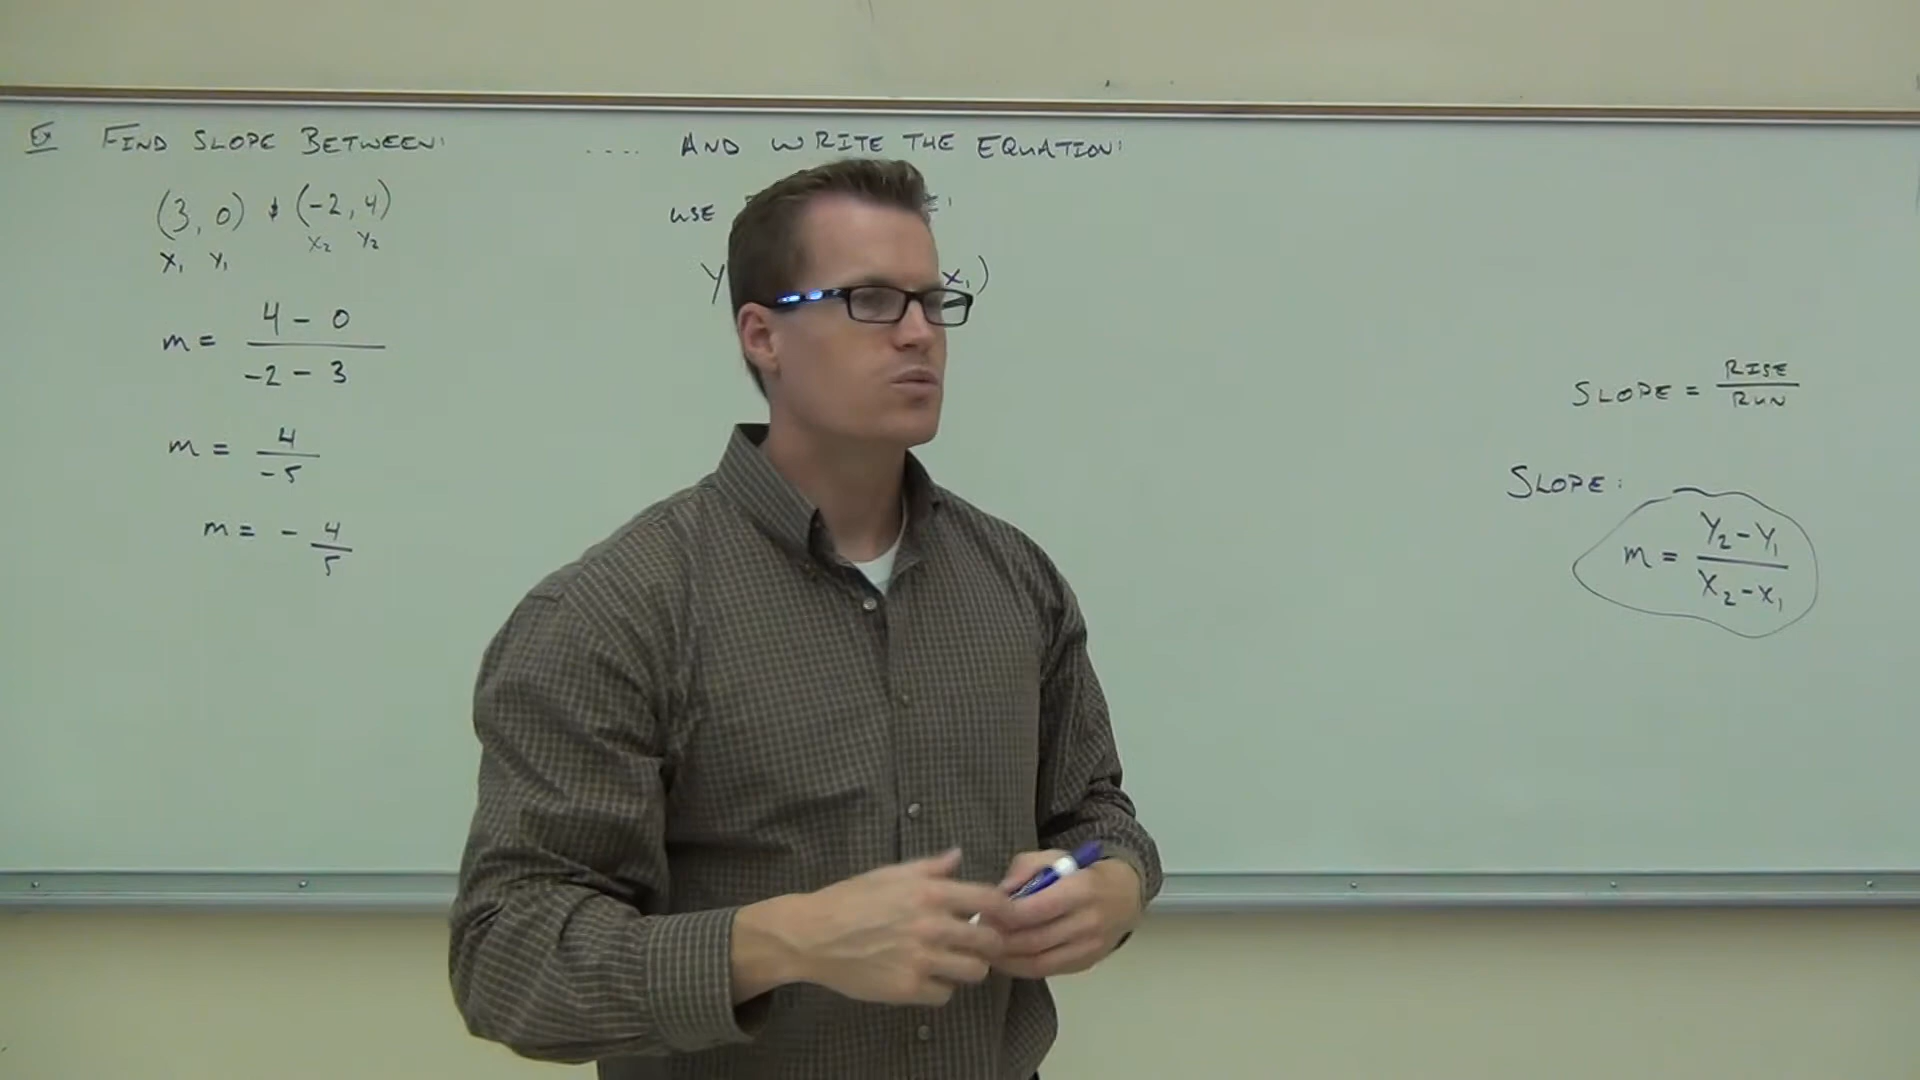 Ex FIND SLOPE BETWEEN:
(3, 0) & (-2, 4)
x₁ y₁ x₂ y₂
m = 4 - 0 / -2 - 3
m = 4 / -5
m = - 4/5
.... AND WRITE THE EQUATION:
USE
y x₁)
SLOPE = RISE / RUN
SLOPE:
m = y₂ - y₁ / x₂ - x₁